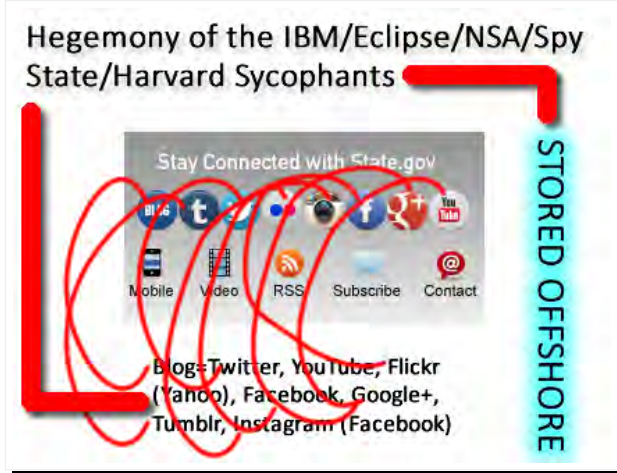 Hegemony of the IBM/Eclipse/NSA/Spy
State/Harvard Sycophants
STORED OFFSHORE
Stay Connected with State.gov
BLOG
t
f
g+
You
Tube
Mobile Video RSS Subscribe Contact
Blog=Twitter, YouTube, Flickr
(Yahoo), Facebook, Google+,
Tumblr, Instagram (Facebook)